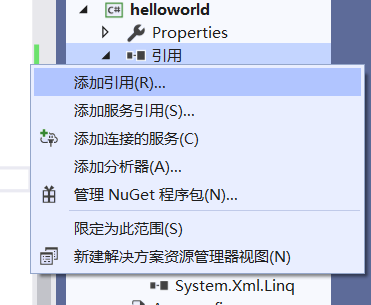 C# helloworld
Properties
引用
添加引用(R)...
添加服务引用(S)...
添加连接的服务(C)
添加分析器(A)...
管理 NuGet 程序包(N)...
限定为此范围(S)
新建解决方案资源管理器视图(N)
System.Xml.Linq